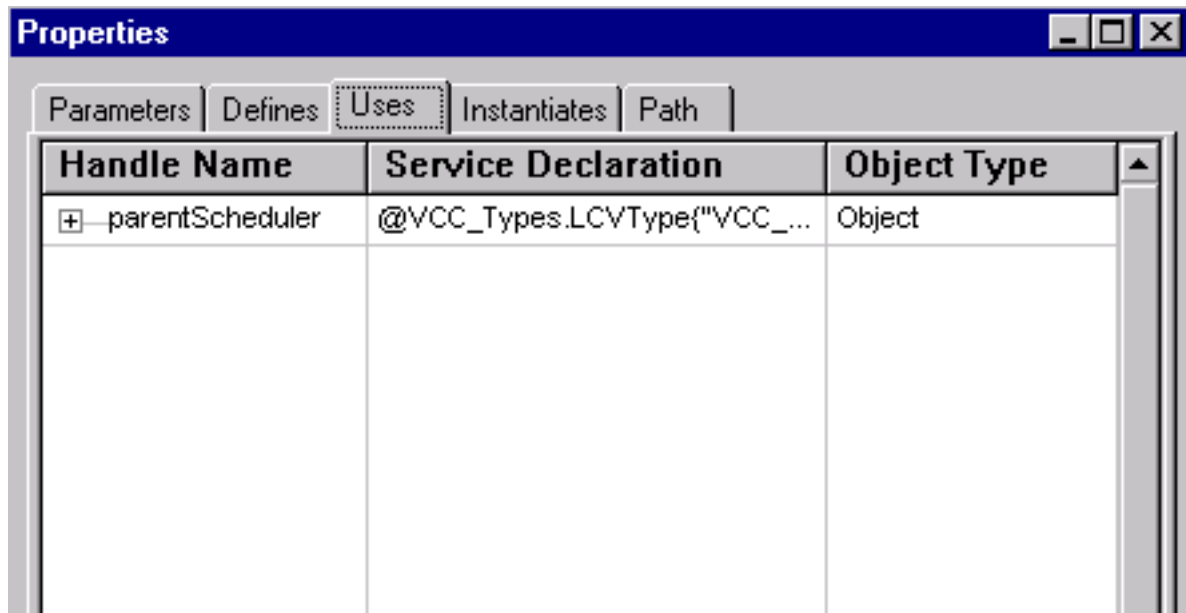 Properties
Parameters Defines Uses Instantiates Path
Handle Name Service Declaration Object Type
parentScheduler @VCC_Types.LCVType{"VCC_... Object